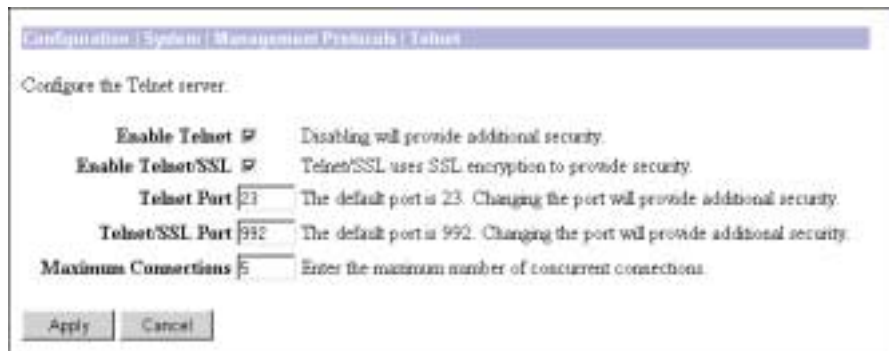 Configuration | System | Management Protocols | Telnet
Configure the Telnet server.
Enable Telnet Disabling will provide additional security.
Enable Telnet/SSL Telnet/SSL uses SSL encryption to provide security.
Telnet Port 23 The default port is 23. Changing the port will provide additional security.
Telnet/SSL Port 992 The default port is 992. Changing the port will provide additional security.
Maximum Connections 5 Enter the maximum number of concurrent connections.
Apply Cancel